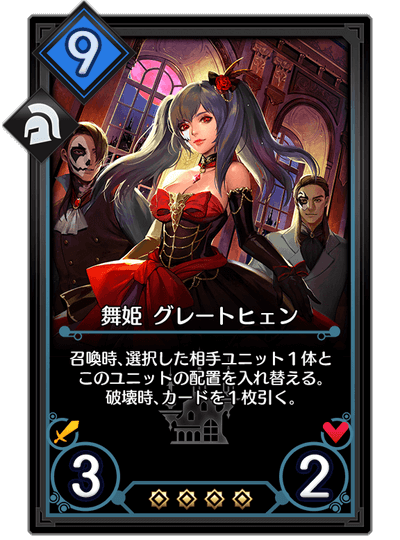 9
舞姫 グレートヒェン
召喚時、選択した相手ユニット1体と
このユニットの配置を入れ替える。
破壊時、カードを1枚引く。
3
2